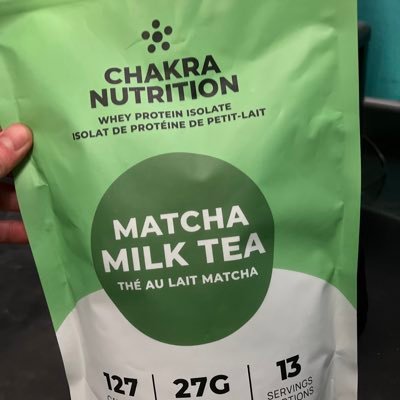 CHAKRA
NUTRITION
WHEY PROTEIN ISOLATE
ISOLAT DE PROTÉINE DE PETIT-LAIT
MATCHA
MILK TEA
THÉ AU LAIT MATCHA
127
27G
13
SERVINGS